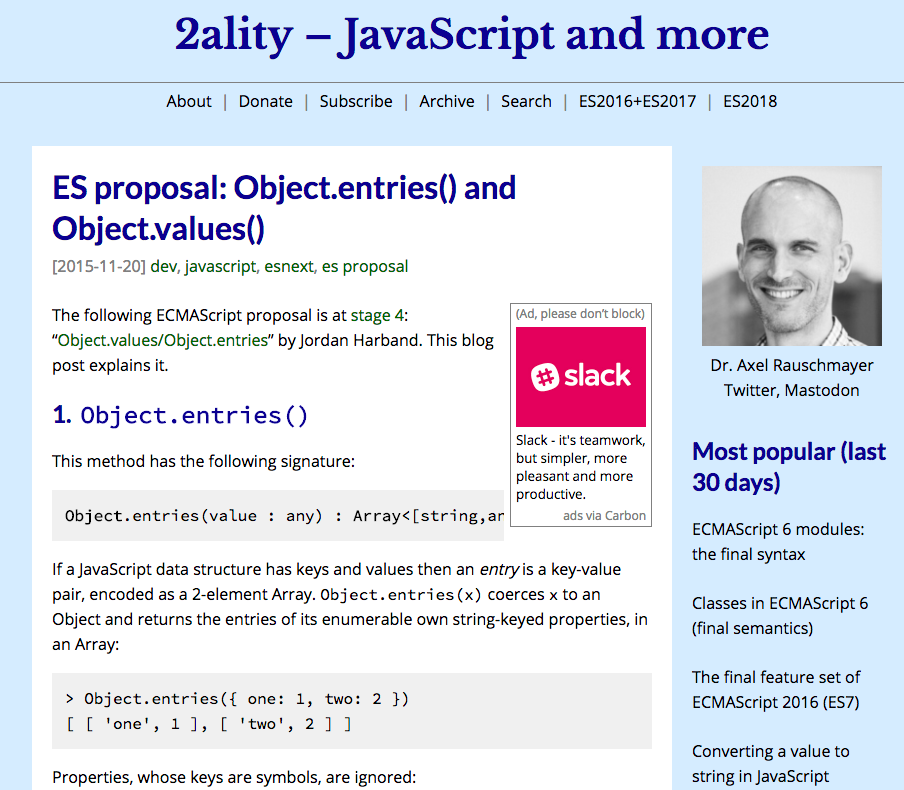 2ality – JavaScript and more
About | Donate | Subscribe | Archive | Search | ES2016+ES2017 | ES2018
ES proposal: Object.entries() and
Object.values()
[2015-11-20] dev, javascript, esnext, es proposal
The following ECMAScript proposal is at stage 4:
“Object.values/Object.entries” by Jordan Harband. This blog
post explains it.
(Ad, please don’t block)
slack
Slack - it's teamwork,
but simpler, more
pleasant and more
productive.
ads via Carbon
1. Object.entries()
This method has the following signature:
Object.entries(value : any) : Array<[string,an
If a JavaScript data structure has keys and values then an entry is a key-value
pair, encoded as a 2-element Array. Object.entries(x) coerces x to an
Object and returns the entries of its enumerable own string-keyed properties, in
an Array:
> Object.entries({ one: 1, two: 2 })
[ [ 'one', 1 ], [ 'two', 2 ] ]
Properties, whose keys are symbols, are ignored:
Dr. Axel Rauschmayer
Twitter, Mastodon
Most popular (last
30 days)
ECMAScript 6 modules:
the final syntax
Classes in ECMAScript 6
(final semantics)
The final feature set of
ECMAScript 2016 (ES7)
Converting a value to
string in JavaScript